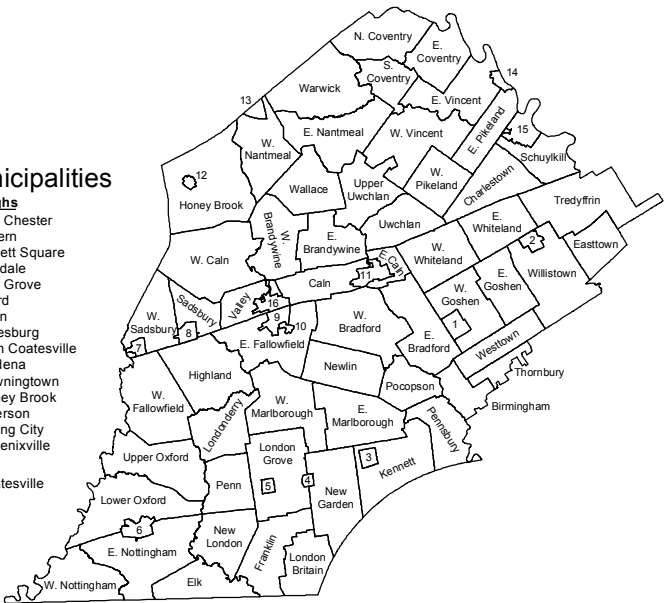 nicipalities
ghs
Chester
ern
ett Square
dale
Grove
rd
n
esburg
h Coatesville
ena
wningtown
ey Brook
erson
ng City
enixville
tesville
N. Coventry
E.
Coventry
S.
Coventry
14
Warwick
E. Vincent
13
E. Nantmeal
W. Vincent
E. Pikeland
15
W.
Nantmeal
Schuylkill
12
Honey Brook
Wallace
Upper
Uwchlan
W.
Pikeland
Charlestown
Tredyffrin
W.
Brandywine
E.
Brandywine
Uwchlan
E.
Whiteland
W.
Whiteland
2
Easttown
W. Caln
E. Caln
Caln
11
Willistown
W.
Goshen
E.
Goshen
W.
Sadsbury
Sadsbury
Valley
16
7
8
9
10
1
W.
Bradford
E.
Bradford
E. Fallowfield
Westtown
Newlin
Thornbury
Highland
Pocopson
Birmingham
W.
Fallowfield
Londonderry
W.
Marlborough
E.
Marlborough
Pennsbury
Upper Oxford
London
Grove
3
Kennett
Penn
5
4
Lower Oxford
New
Garden
6
New
London
E. Nottingham
Franklin
London
Britain
W. Nottingham
Elk